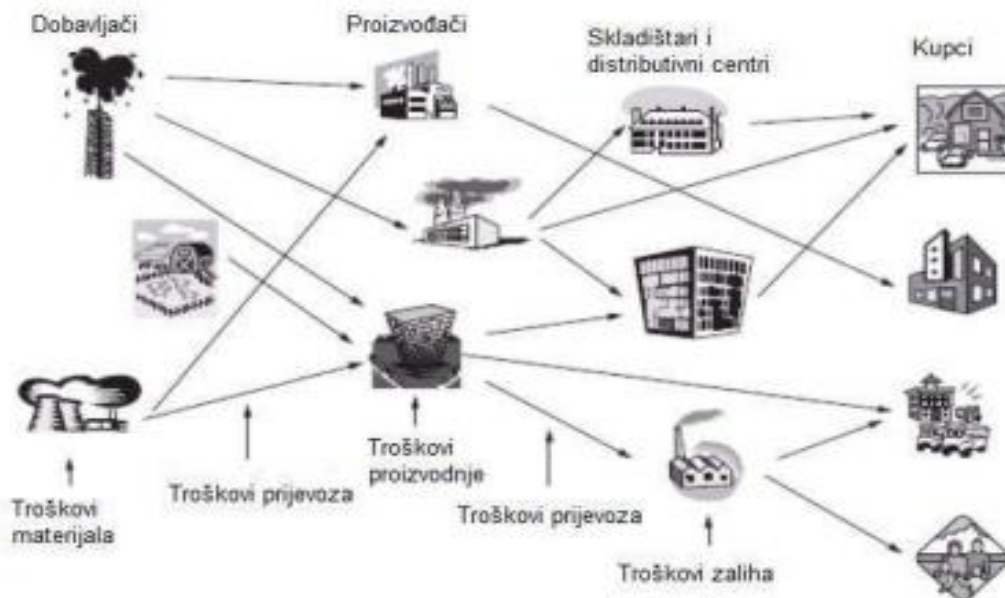 Dobavljači
Proizvođači
Skladištari i
distributivni centri
Kupci
Troškovi
materijala
Troškovi prijevoza
Troškovi
proizvodnje
Troškovi prijevoza
Troškovi zaliha